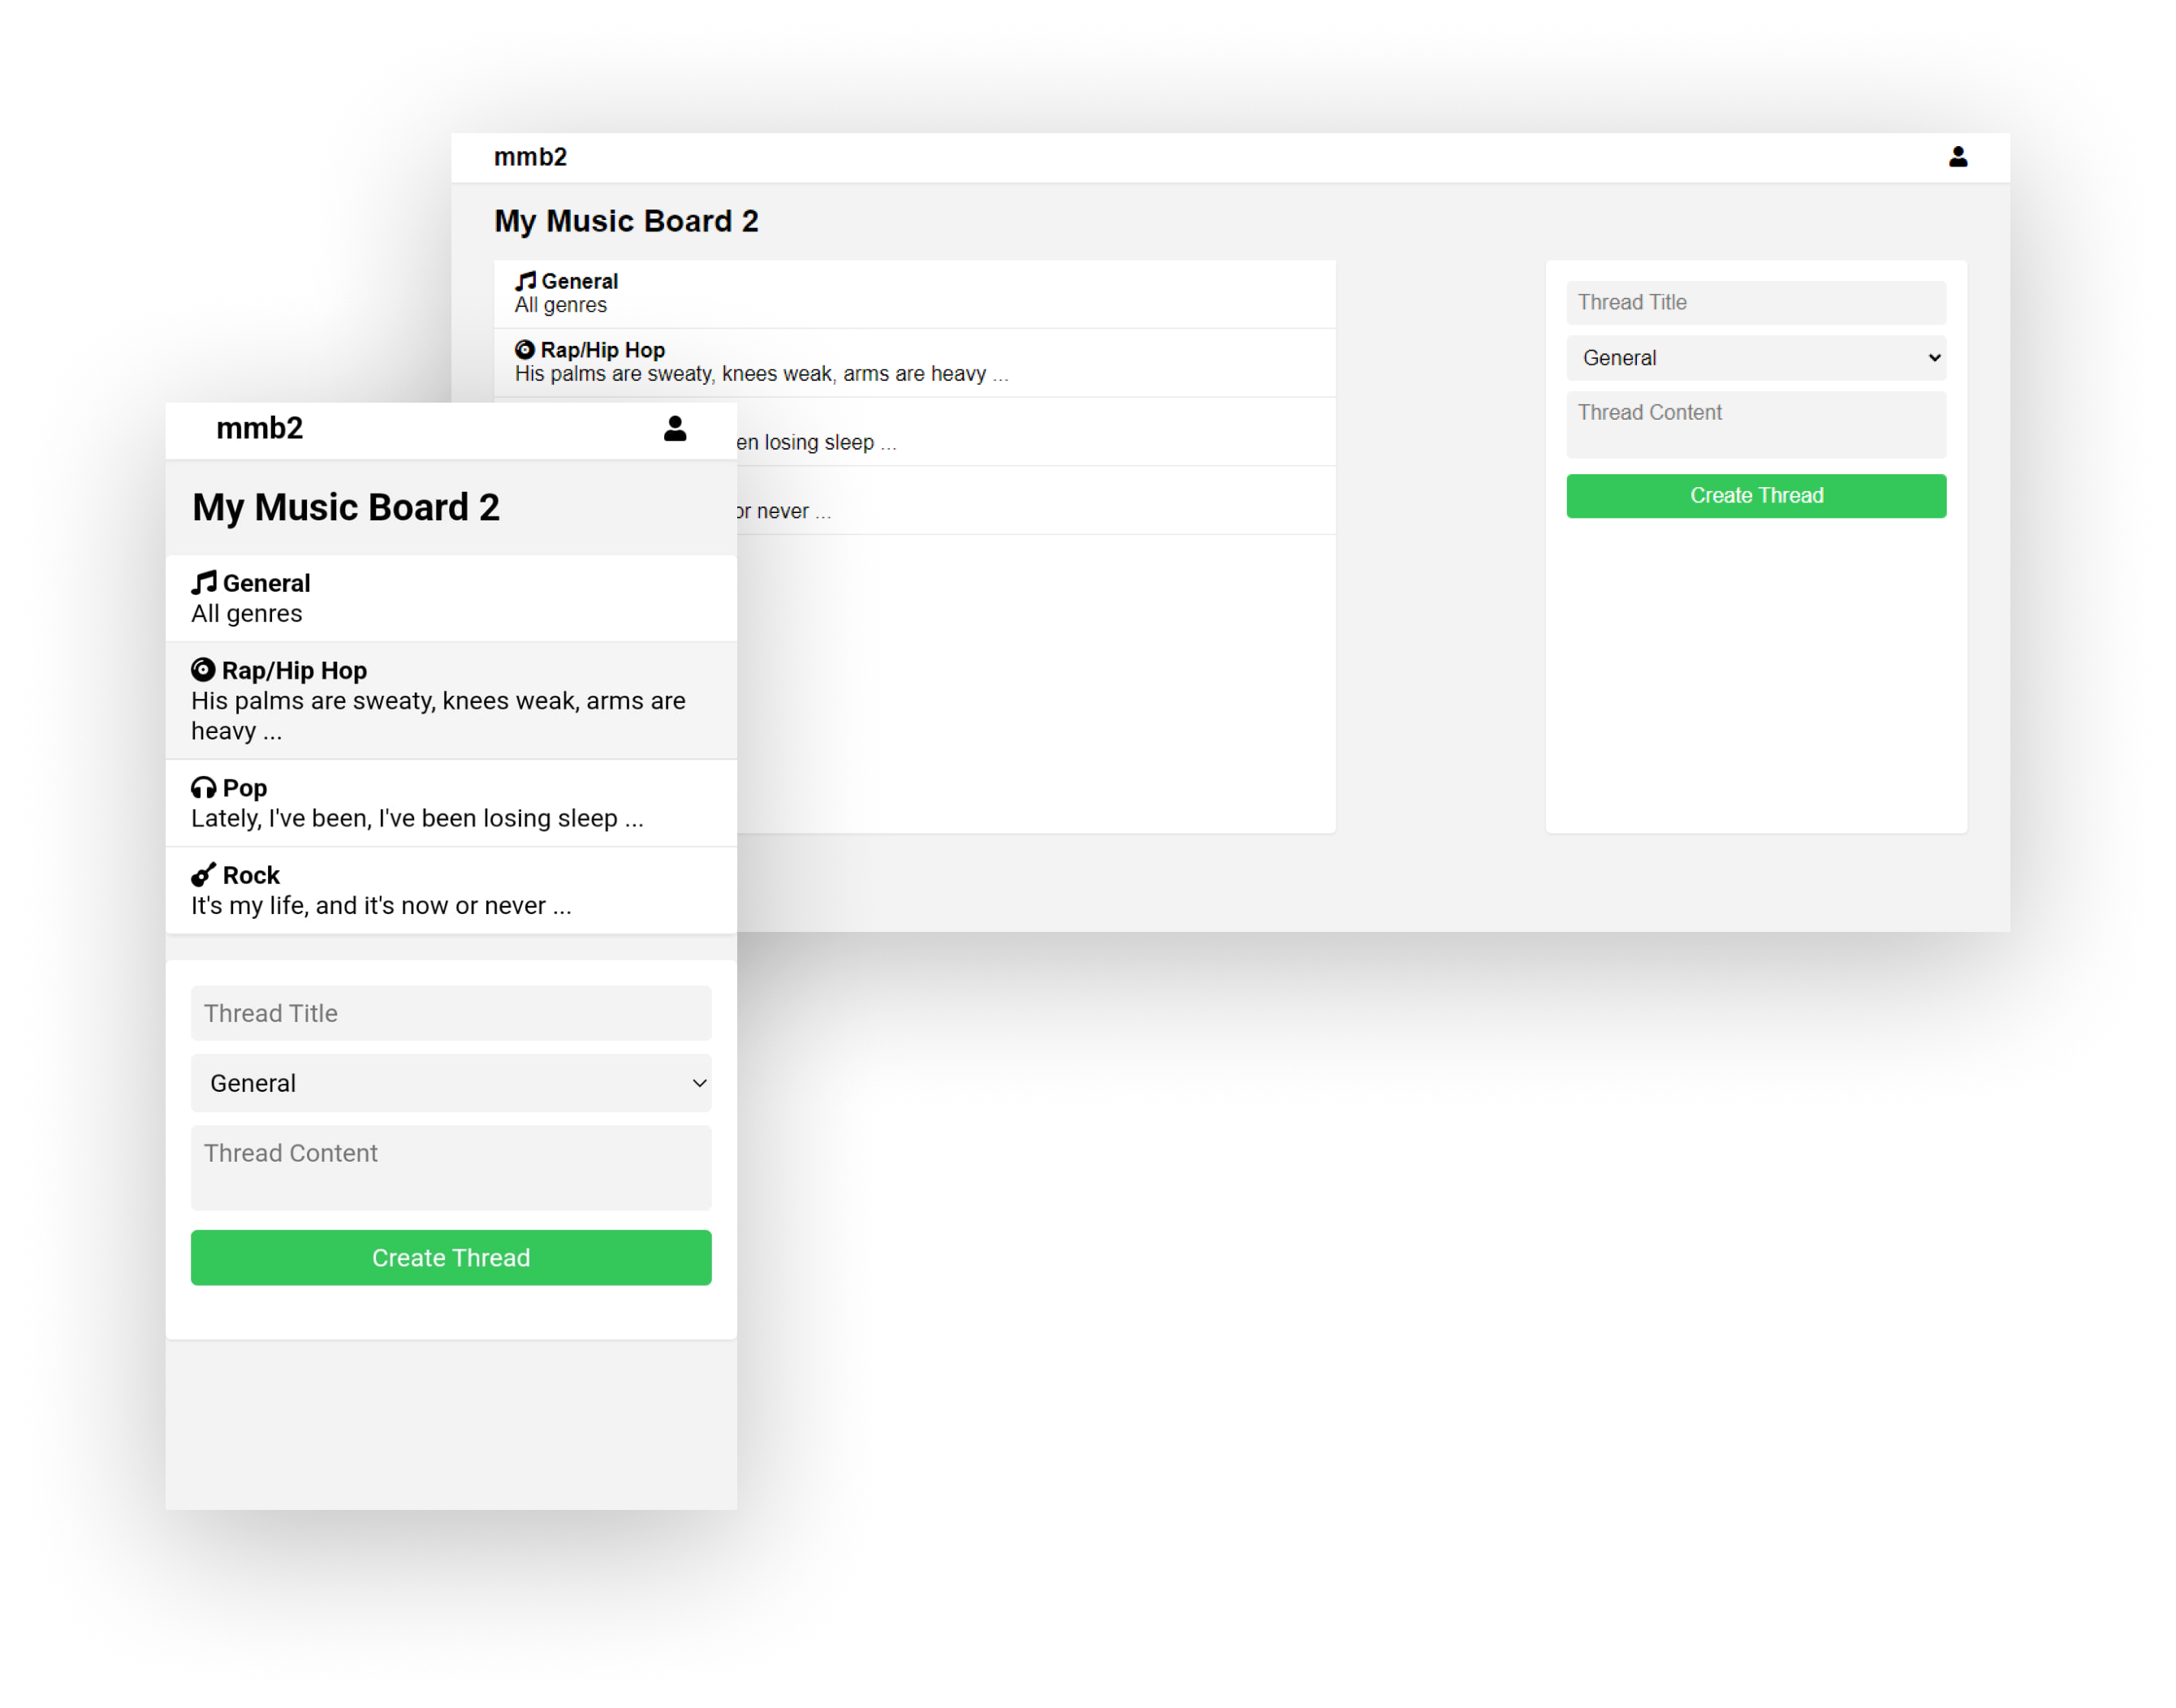 mmb2
My Music Board 2
General
All genres
Rap/Hip Hop
His palms are sweaty, knees weak, arms are heavy ...
en losing sleep ...
or never ...
Thread Title
General
Thread Content
Create Thread
mmb2
My Music Board 2
General
All genres
Rap/Hip Hop
His palms are sweaty, knees weak, arms are
heavy ...
Pop
Lately, I've been, I've been losing sleep ...
Rock
It's my life, and it's now or never ...
Thread Title
General
Thread Content
Create Thread